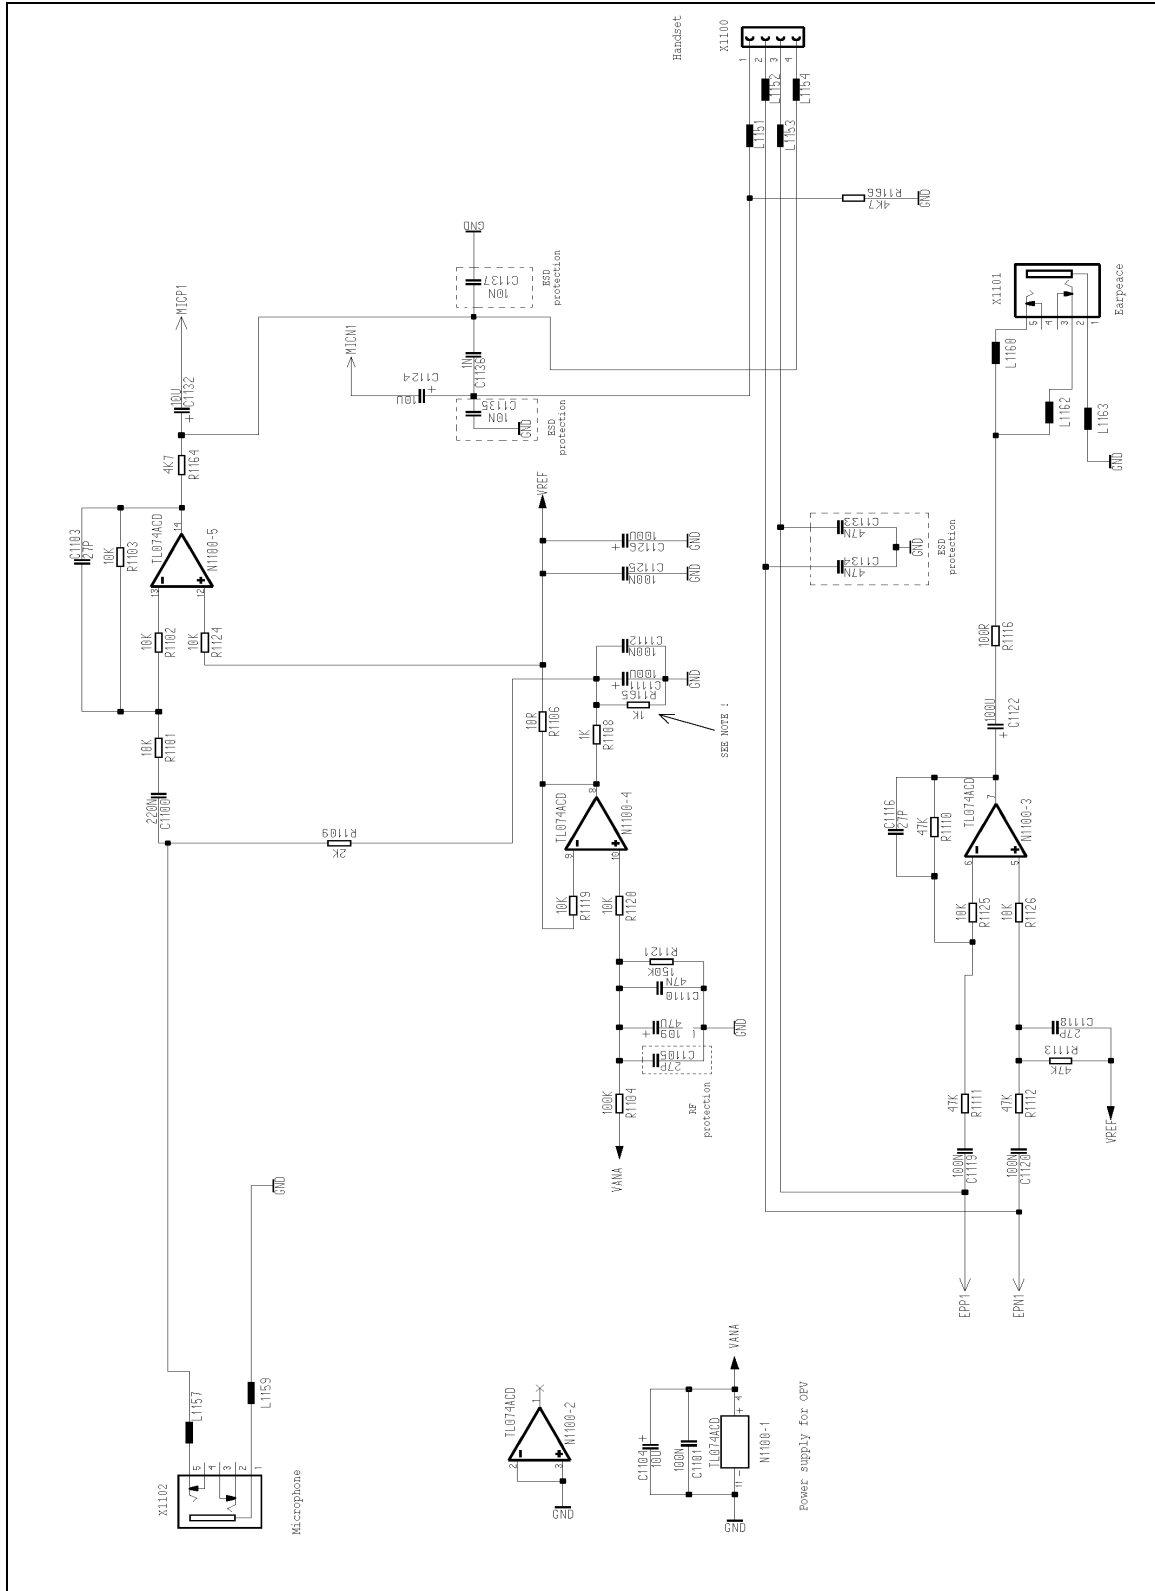 Handset
X1100
1
2
3
4
L1151
L1152
L1153
L1154
R1166
4K7
GND
GND
C1137
10N
ESD
protection
MICP1
10U
C1132
+
4K7
R1164
MICN1
C1124
10U
+
1N
C1136
C1135
10N
GND
ESD
protection
X1101
Earpeace
5
4
3
2
1
L1160
L1162
L1163
GND
C1103
27P
10K
R1103
TL074ACD
N1100-5
14
13
12
10K
R1102
10K
R1124
10K
R1101
220N
C1100
R1109
2K
VREF
100U
C1126
+
GND
C1125
100N
GND
C1112
100N
100U
C1111
+
R1165
1K
GND
SEE NOTE !
10R
R1106
1K
R1108
TL074ACD
N1100-4
8
9
10
10K
R1119
10K
R1120
R1121
150K
47N
C1110
47U
109
+
C1105
27P
GND
RF
protection
100K
R1104
VANA
C1133
47N
C1134
47N
GND
ESD
protection
100R
R1116
100U
C1122
+
C1116
27P
47K
R1110
TL074ACD
N1100-3
7
6
5
10K
R1125
10K
R1126
C1118
27P
R1113
47K
VREF
47K
R1111
47K
R1112
100N
C1119
100N
C1120
EPP1
EPN1
GND
L1159
L1157
X1102
Microphone
5
4
3
2
1
TL074ACD
N1100-2
1
2
3
GND
C1104
10U
+
100N
C1101
TL074ACD
N1100-1
4
+
11
-
VANA
GND
Power supply for OPV